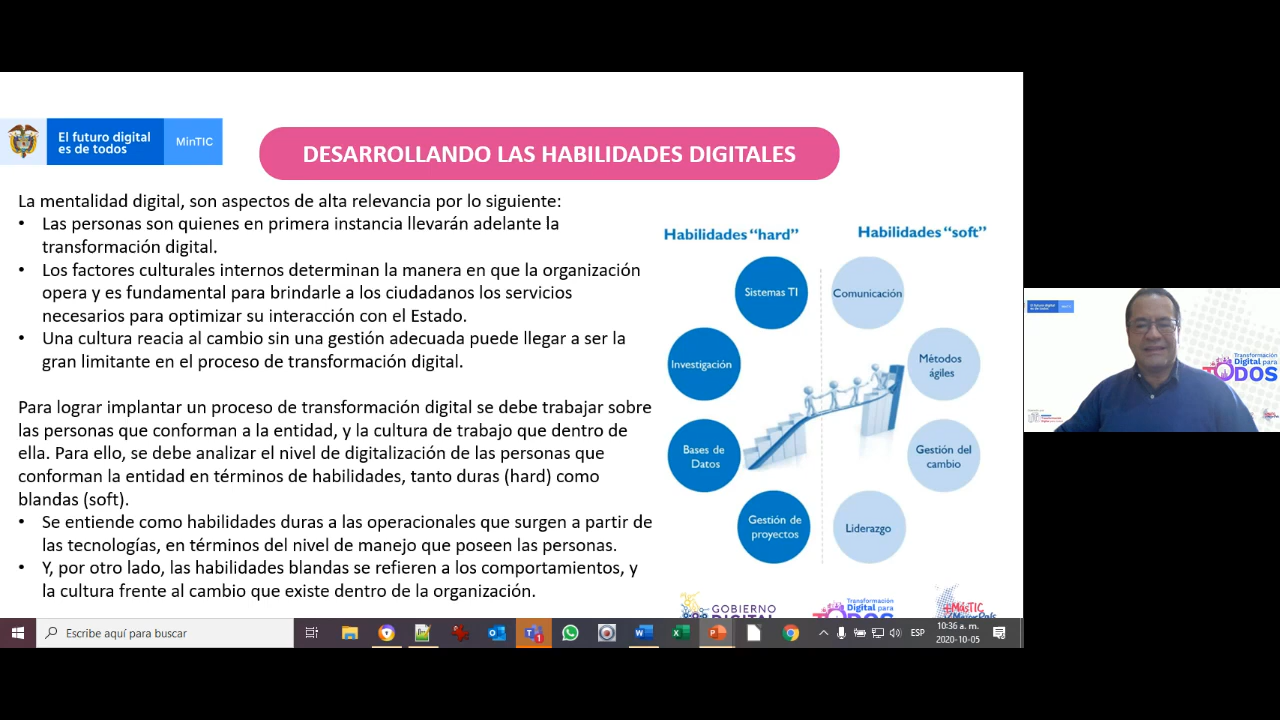 El futuro digital
es de todos
MinTIC
DESARROLLANDO LAS HABILIDADES DIGITALES
La mentalidad digital, son aspectos de alta relevancia por lo siguiente:
• Las personas son quienes en primera instancia llevarán adelante la
transformación digital.
• Los factores culturales internos determinan la manera en que la organización
opera y es fundamental para brindarle a los ciudadanos los servicios
necesarios para optimizar su interacción con el Estado.
• Una cultura reacia al cambio sin una gestión adecuada puede llegar a ser la
gran limitante en el proceso de transformación digital.
Para lograr implantar un proceso de transformación digital se debe trabajar sobre
las personas que conforman a la entidad, y la cultura de trabajo que dentro de
ella. Para ello, se debe analizar el nivel de digitalización de las personas que
conforman la entidad en términos de habilidades, tanto duras (hard) como
blandas (soft).
• Se entiende como habilidades duras a las operacionales que surgen a partir de
las tecnologías, en términos del nivel de manejo que poseen las personas.
• Y, por otro lado, las habilidades blandas se refieren a los comportamientos, y
la cultura frente al cambio que existe dentro de la organización.
Habilidades “hard”
Habilidades “soft”
Sistemas TI
Comunicación
Investigación
Métodos
ágiles
Bases de
Datos
Gestión del
cambio
Gestión de
proyectos
Liderazgo
GOBIERNO
DIGITAL
Transformación
Digital para
TODOS
+MásTIC
MejorPaís
Escribe aquí para buscar
1
ESP
10:36 a. m.
2020-10-05
Transformación
Digital para
TODOS